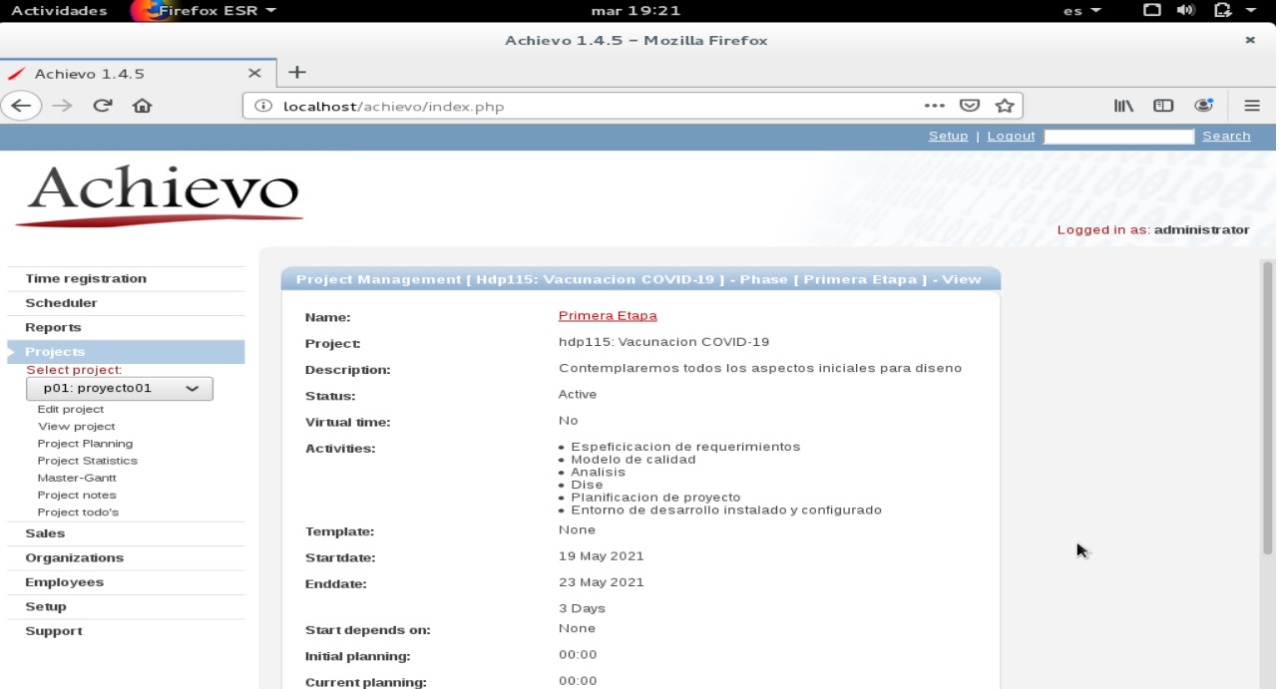 Actividades Firefox ESR mar 19:21 es
Achievo 1.4.5 – Mozilla Firefox
Achievo 1.4.5
localhost/achievo/index.php
Setup | Logout Search
Achievo
Logged in as: administrator
Time registration
Scheduler
Reports
Projects
Select project:
p01: proyecto01
Edit project
View project
Project Planning
Project Statistics
Master-Gantt
Project notes
Project todo's
Sales
Organizations
Employees
Setup
Support
Project Management [ Hdp115: Vacunacion COVID-19 ] - Phase [ Primera Etapa ] - View
Name: Primera Etapa
Project: hdp115: Vacunacion COVID-19
Description: Contemplaremos todos los aspectos iniciales para diseno
Status: Active
Virtual time: No
Activities: • Espeficicacion de requerimientos
• Modelo de calidad
• Analisis
• Dise
• Planificacion de proyecto
• Entorno de desarrollo instalado y configurado
Template: None
Startdate: 19 May 2021
Enddate: 23 May 2021
3 Days
Start depends on: None
Initial planning: 00:00
Current planning: 00:00